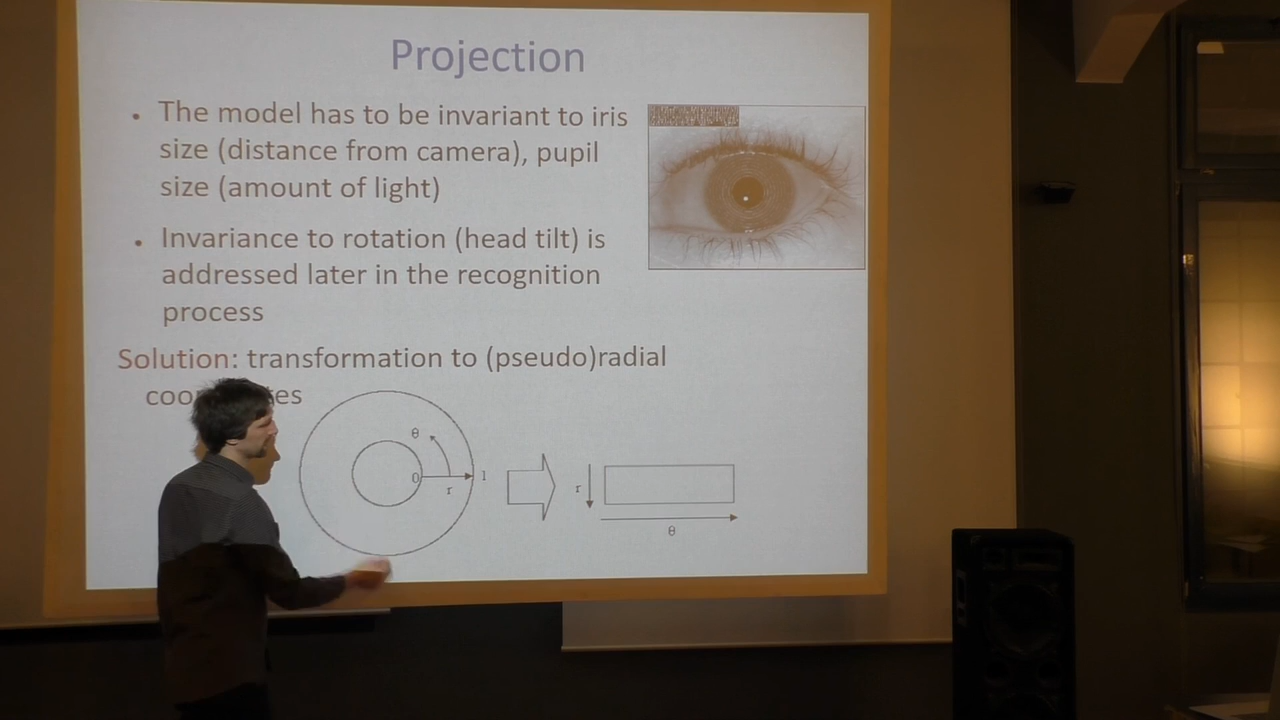 Projection
• The model has to be invariant to iris
size (distance from camera), pupil
size (amount of light)
• Invariance to rotation (head tilt) is
addressed later in the recognition
process
Solution: transformation to (pseudo)radial
coo es
θ
0 1
r
r
θ